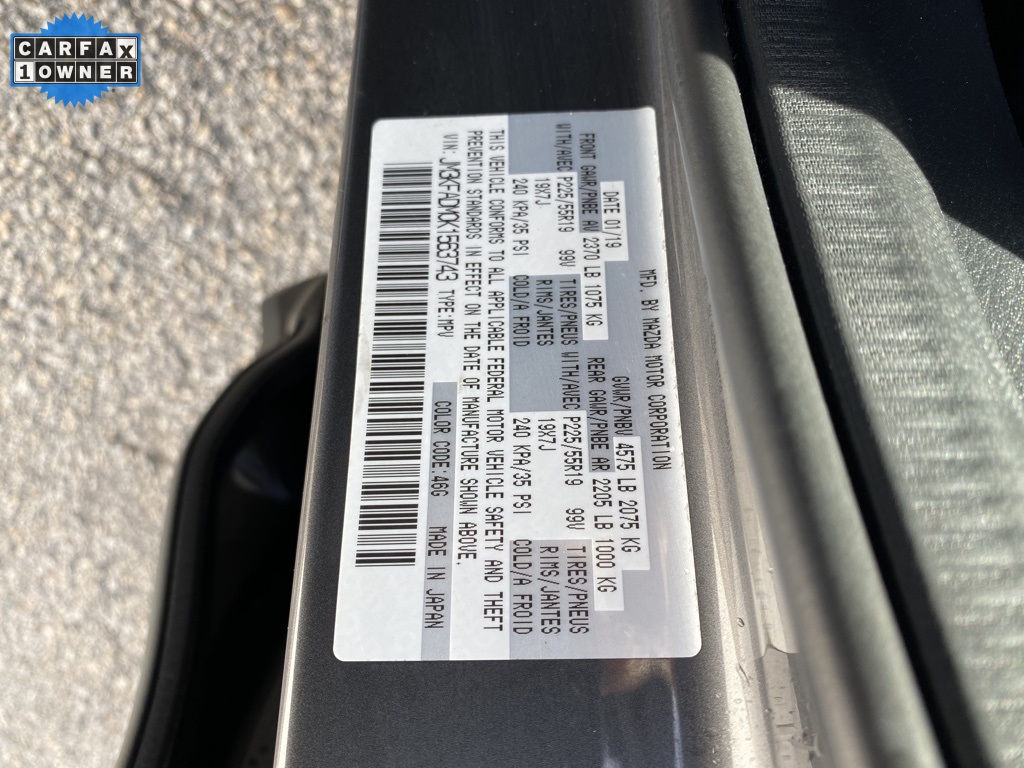 CARFAX
1 OWNER
MFD. BY MAZDA MOTOR CORPORATION
DATE 01/19 GVWR/PNBV 4575 LB 2075 KG
FRONT GAWR/PNBE AV 2370 LB 1075 KG REAR GAWR/PNBE AR 2205 LB 1000 KG
WITH/AVEC P225/55R19 99V TIRES/PNEUS WITH/AVEC P225/55R19 99V TIRES/PNEUS
19X7J RIMS/JANTES 19X7J RIMS/JANTES
240 KPA/35 PSI COLD/A FROID 240 KPA/35 PSI COLD/A FROID
THIS VEHICLE CONFORMS TO ALL APPLICABLE FEDERAL MOTOR VEHICLE SAFETY AND THEFT
PREVENTION STANDARDS IN EFFECT ON THE DATE OF MANUFACTURE SHOWN ABOVE.
VIN: JM3KFADM0K1563743 TYPE:MPV COLOR CODE:46G MADE IN JAPAN